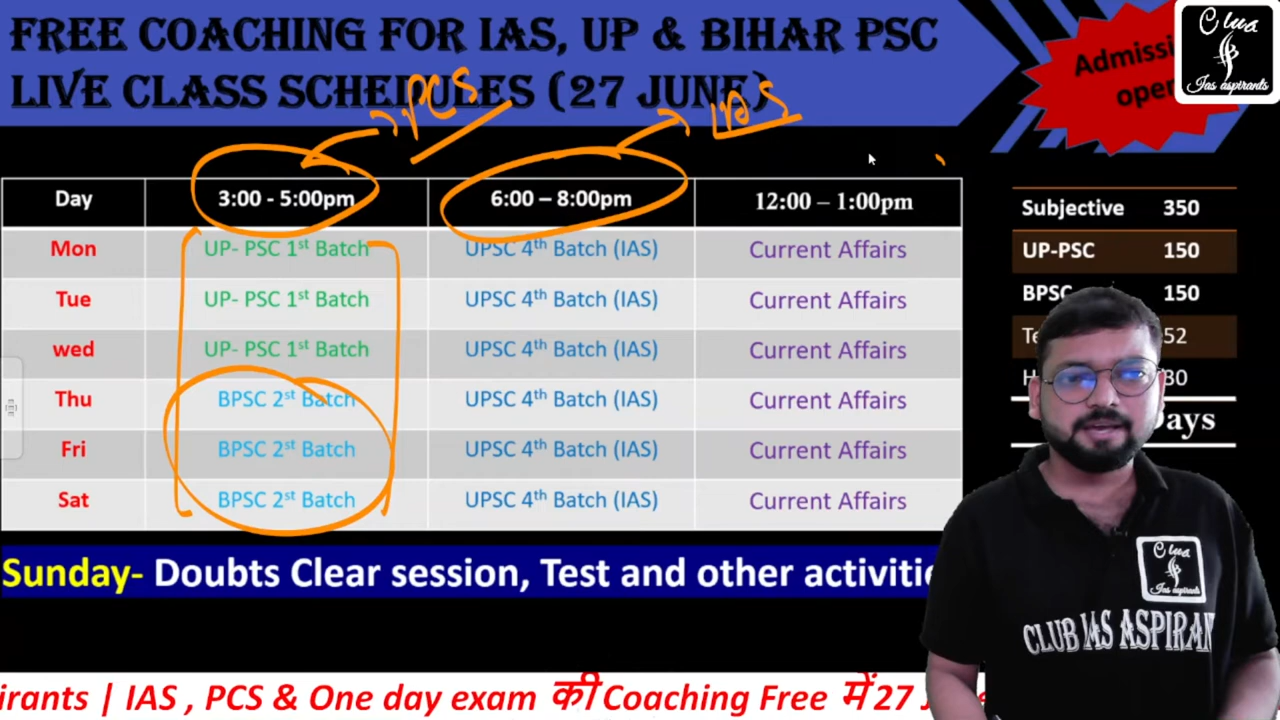 FREE COACHING FOR IAS, UP & BIHAR PSC
LIVE CLASS SCHEDULES (27 JUNE)
PCS
IAS
Admissi
open
Club
Ias aspirants
Day 3:00 - 5:00pm 6:00 – 8:00pm 12:00 – 1:00pm
Mon UP- PSC 1st Batch UPSC 4th Batch (IAS) Current Affairs
Tue UP- PSC 1st Batch UPSC 4th Batch (IAS) Current Affairs
wed UP- PSC 1st Batch UPSC 4th Batch (IAS) Current Affairs
Thu BPSC 2st Batch UPSC 4th Batch (IAS) Current Affairs
Fri BPSC 2st Batch UPSC 4th Batch (IAS) Current Affairs
Sat BPSC 2st Batch UPSC 4th Batch (IAS) Current Affairs
Subjective 350
UP-PSC 150
BPSC 150
52
30
Days
Sunday- Doubts Clear session, Test and other activitie
Club
Ias aspirants
CLUB IAS ASPIRANT
irants | IAS , PCS & One day exam की Coaching Free में 27